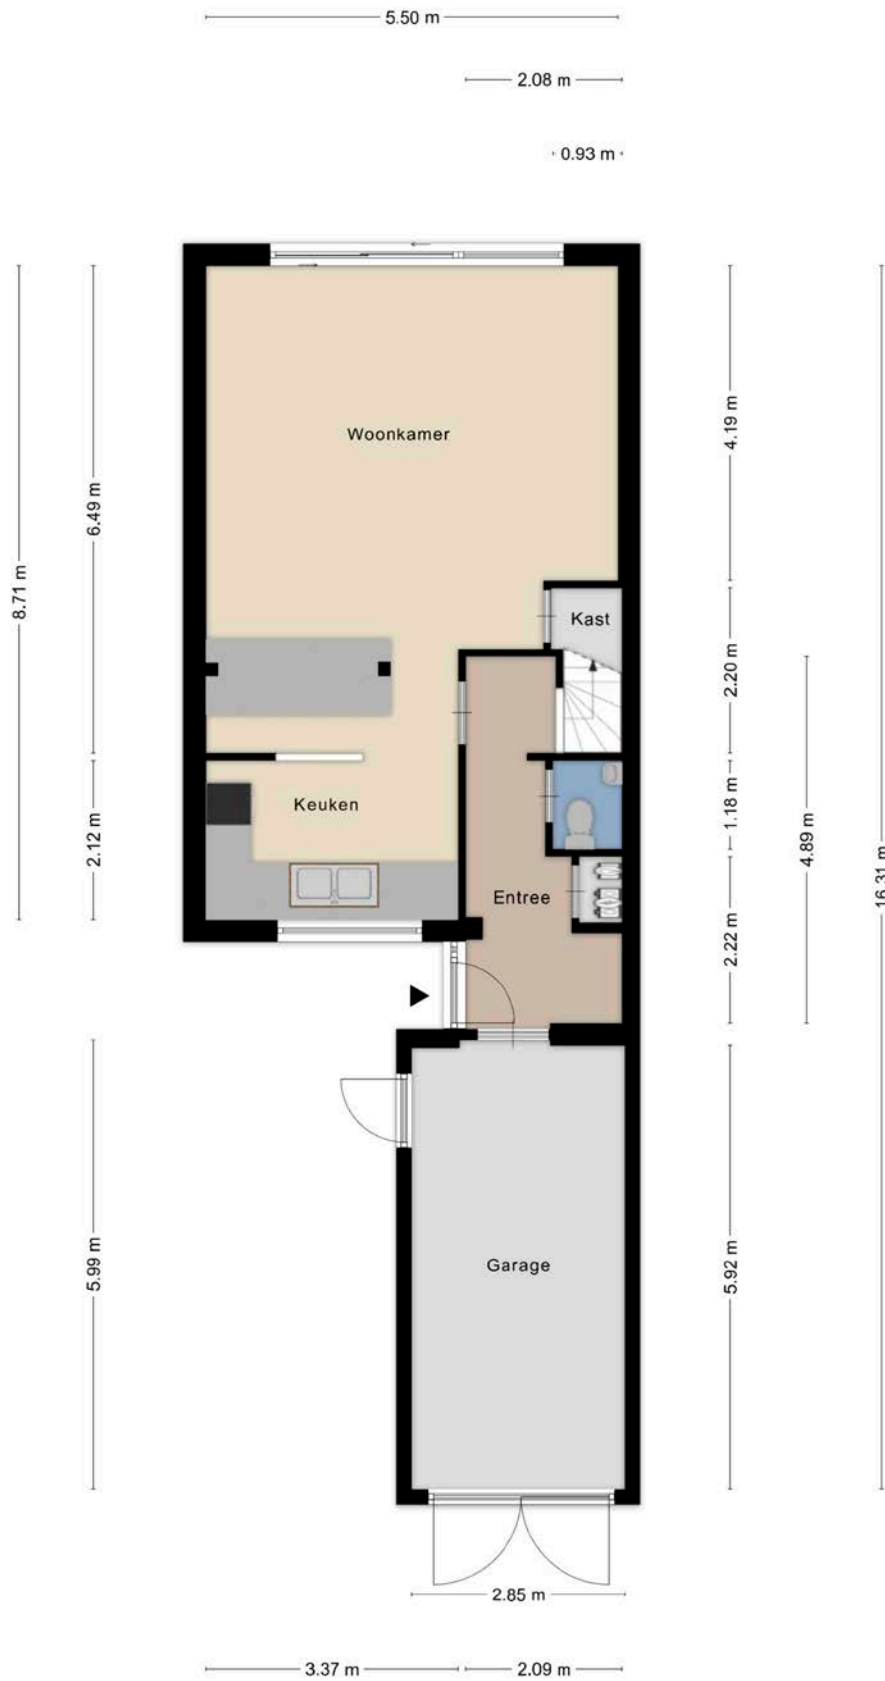 5.50 m
2.08 m
0.93 m
Woonkamer
4.19 m
6.49 m
8.71 m
Kast
2.20 m
Keuken
1.18 m
2.12 m
4.89 m
16.31 m
Entree
2.22 m
5.99 m
Garage
5.92 m
2.85 m
3.37 m
2.09 m